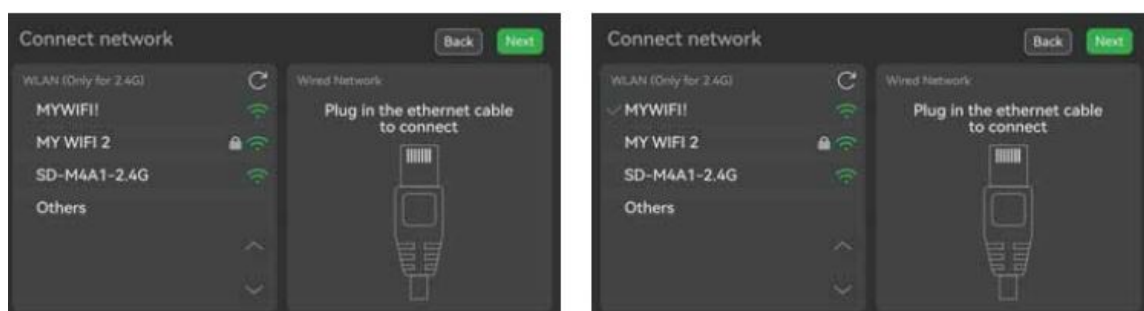 Connect network
Back Next
WLAN (Only for 2.4G)
MYWIFI!
MY WIFI 2
SD-M4A1-2.4G
Others
Wired Network
Plug in the ethernet cable
to connect
Connect network
Back Next
WLAN (Only for 2.4G)
MYWIFI!
MY WIFI 2
SD-M4A1-2.4G
Others
Wired Network
Plug in the ethernet cable
to connect